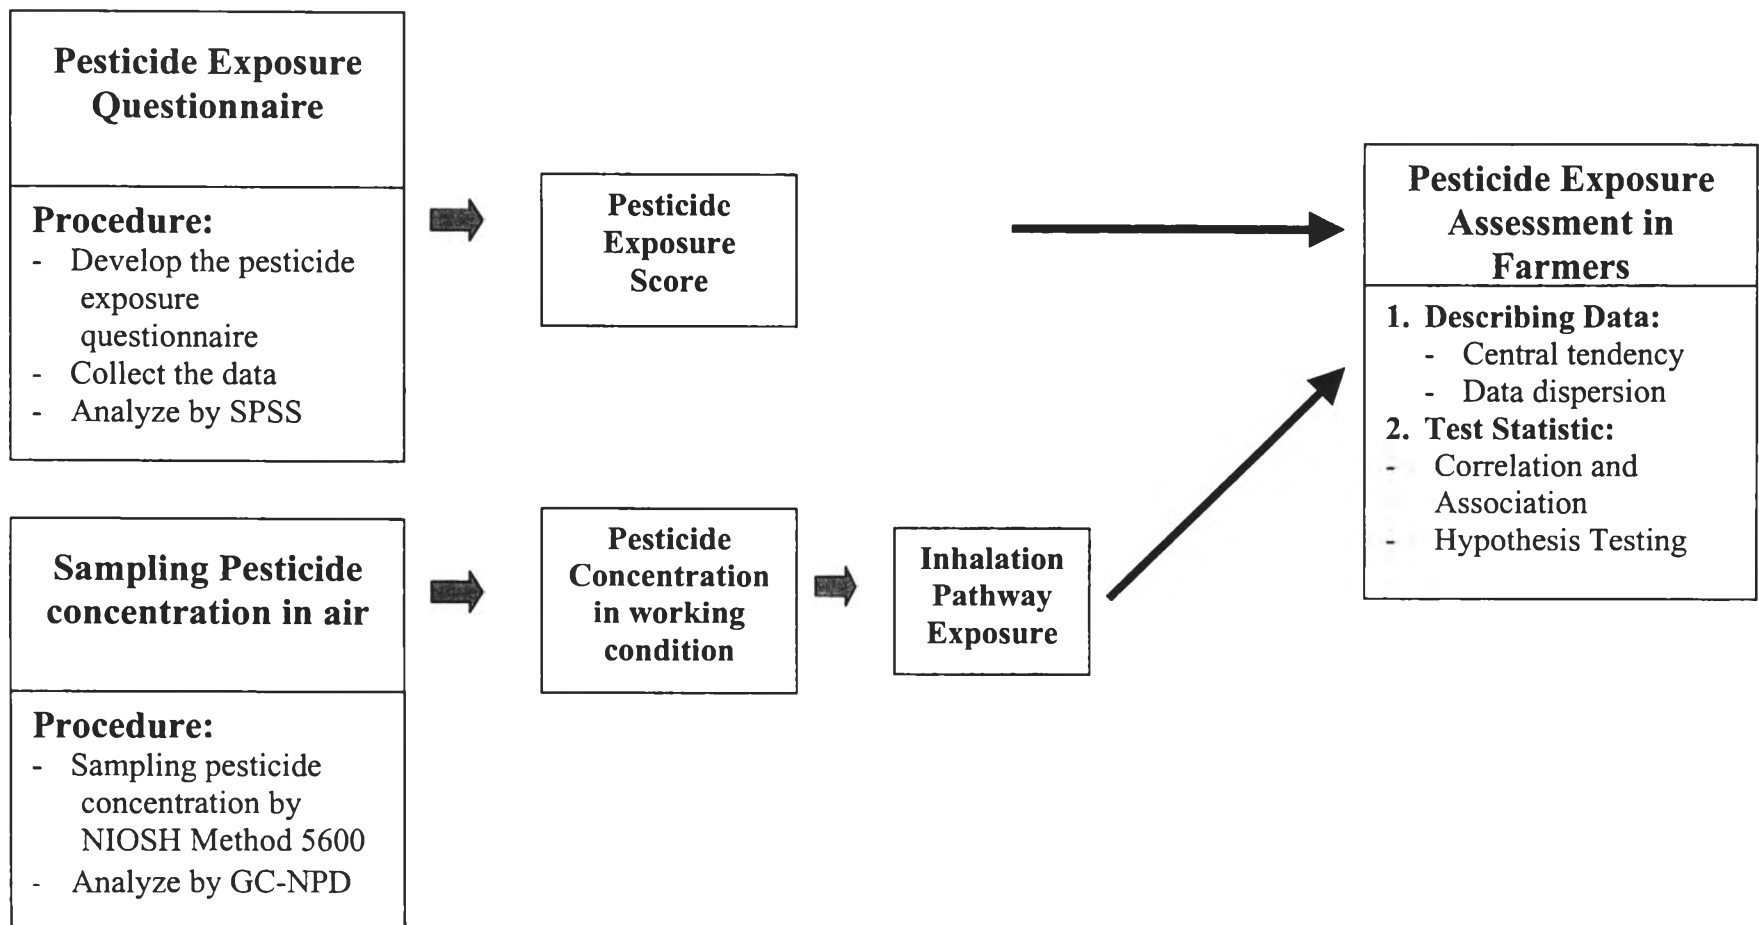 Pesticide Exposure
Questionnaire
Procedure:
- Develop the pesticide
exposure
questionnaire
- Collect the data
- Analyze by SPSS
Pesticide
Exposure
Score
Pesticide Exposure
Assessment in
Farmers
1. Describing Data:
- Central tendency
- Data dispersion
2. Test Statistic:
- Correlation and
Association
- Hypothesis Testing
Sampling Pesticide
concentration in air
Procedure:
- Sampling pesticide
concentration by
NIOSH Method 5600
- Analyze by GC-NPD
Pesticide
Concentration
in working
condition
Inhalation
Pathway
Exposure